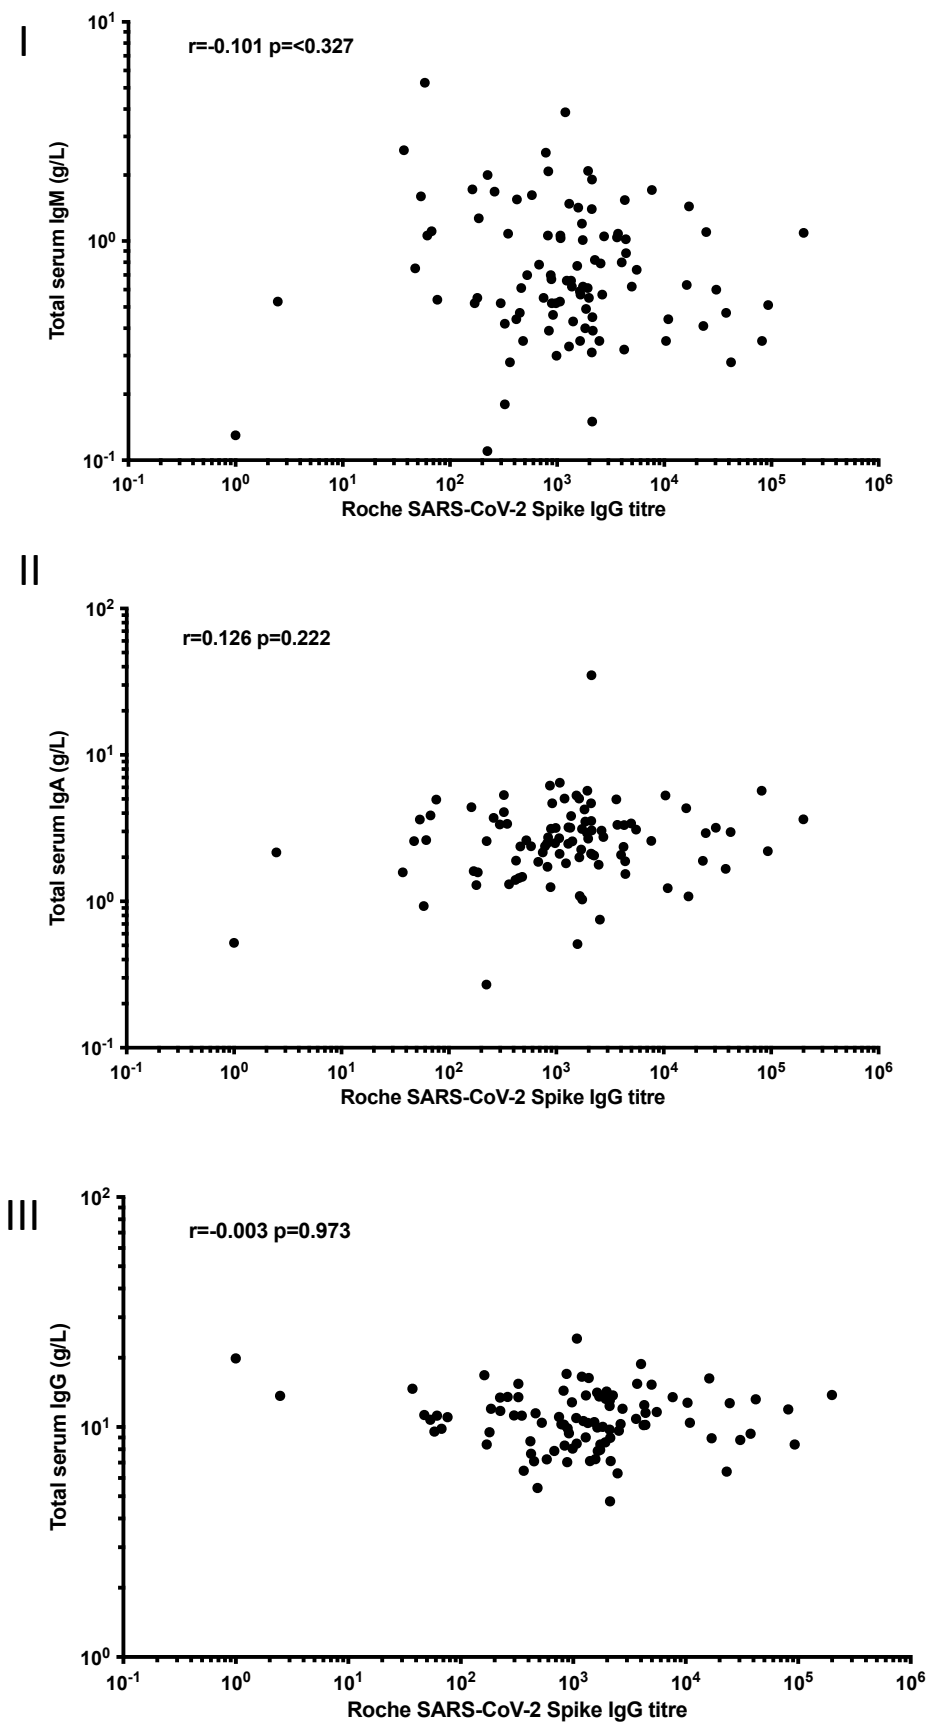 I
r=-0.101 p=<0.327
Total serum IgM (g/L)
10¹
10⁰
10⁻¹
10⁻¹ 10⁰ 10¹ 10² 10³ 10⁴ 10⁵ 10⁶
Roche SARS-CoV-2 Spike IgG titre
II
r=0.126 p=0.222
Total serum IgA (g/L)
10²
10¹
10⁰
10⁻¹
10⁻¹ 10⁰ 10¹ 10² 10³ 10⁴ 10⁵ 10⁶
Roche SARS-CoV-2 Spike IgG titre
III
r=-0.003 p=0.973
Total serum IgG (g/L)
10²
10¹
10⁰
10⁻¹ 10⁰ 10¹ 10² 10³ 10⁴ 10⁵ 10⁶
Roche SARS-CoV-2 Spike IgG titre